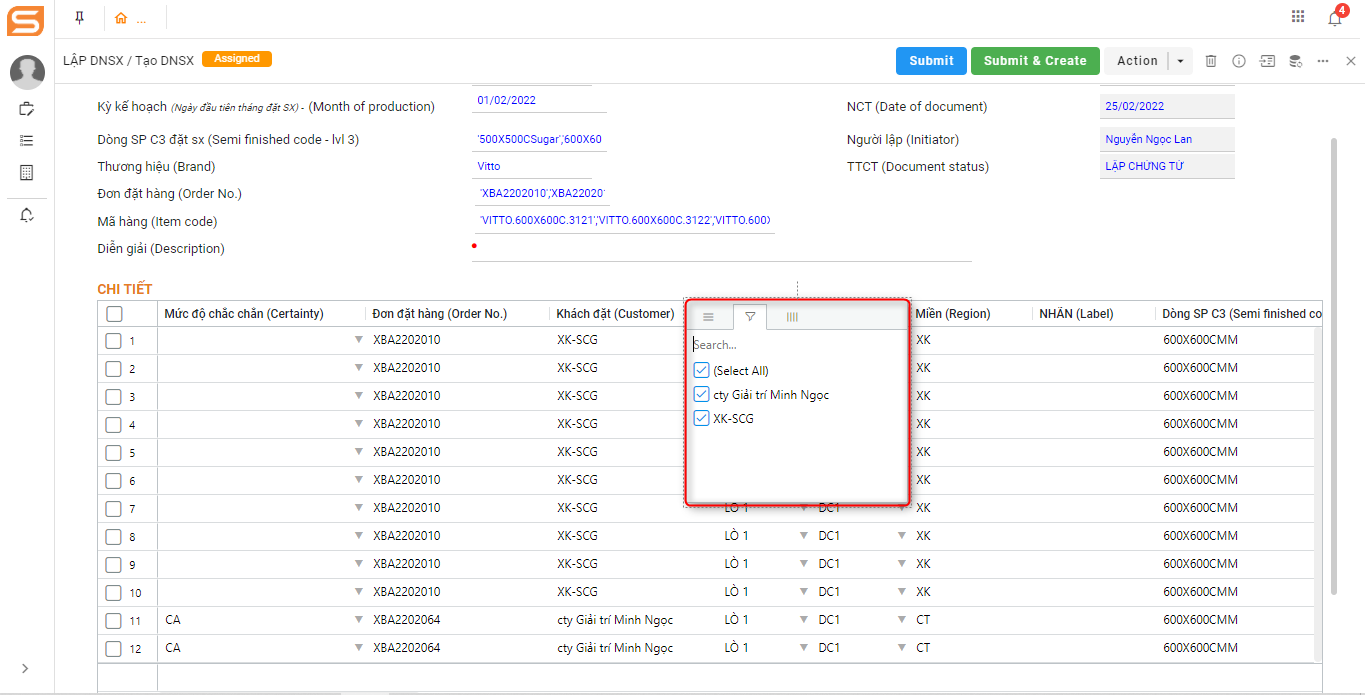 ...
4
LẬP DNSX / Tạo DNSX Assigned Submit Submit & Create Action
Kỳ kế hoạch (Ngày đầu tiên tháng đặt SX) - (Month of production) 01/02/2022 NCT (Date of document) 25/02/2022
Dòng SP C3 đặt sx (Semi finished code - lvl 3) '500X500CSugar','600X60 Người lập (Initiator) Nguyễn Ngọc Lan
Thương hiệu (Brand) Vitto TTCT (Document status) LẬP CHỨNG TỪ
Đơn đặt hàng (Order No.) 'XBA2202010','XBA22020'
Mã hàng (Item code) 'VITTO.600X600C.3121','VITTO.600X600C.3122','VITTO.600X
Diễn giải (Description)
CHI TIẾT
Mức độ chắc chắn (Certainty) Đơn đặt hàng (Order No.) Khách đặt (Customer) Miền (Region) NHÃN (Label) Dòng SP C3 (Semi finished co
Search...
(Select All)
cty Giải trí Minh Ngọc
XK-SCG
1 XBA2202010 XK-SCG XK 600X600CMM
2 XBA2202010 XK-SCG XK 600X600CMM
3 XBA2202010 XK-SCG XK 600X600CMM
4 XBA2202010 XK-SCG XK 600X600CMM
5 XBA2202010 XK-SCG XK 600X600CMM
6 XBA2202010 XK-SCG XK 600X600CMM
7 XBA2202010 XK-SCG LÒ 1 DC1 XK 600X600CMM
8 XBA2202010 XK-SCG LÒ 1 DC1 XK 600X600CMM
9 XBA2202010 XK-SCG LÒ 1 DC1 XK 600X600CMM
10 XBA2202010 XK-SCG LÒ 1 DC1 XK 600X600CMM
11 CA XBA2202064 cty Giải trí Minh Ngọc LÒ 1 DC1 CT 600X600CMM
12 CA XBA2202064 cty Giải trí Minh Ngọc LÒ 1 DC1 CT 600X600CMM